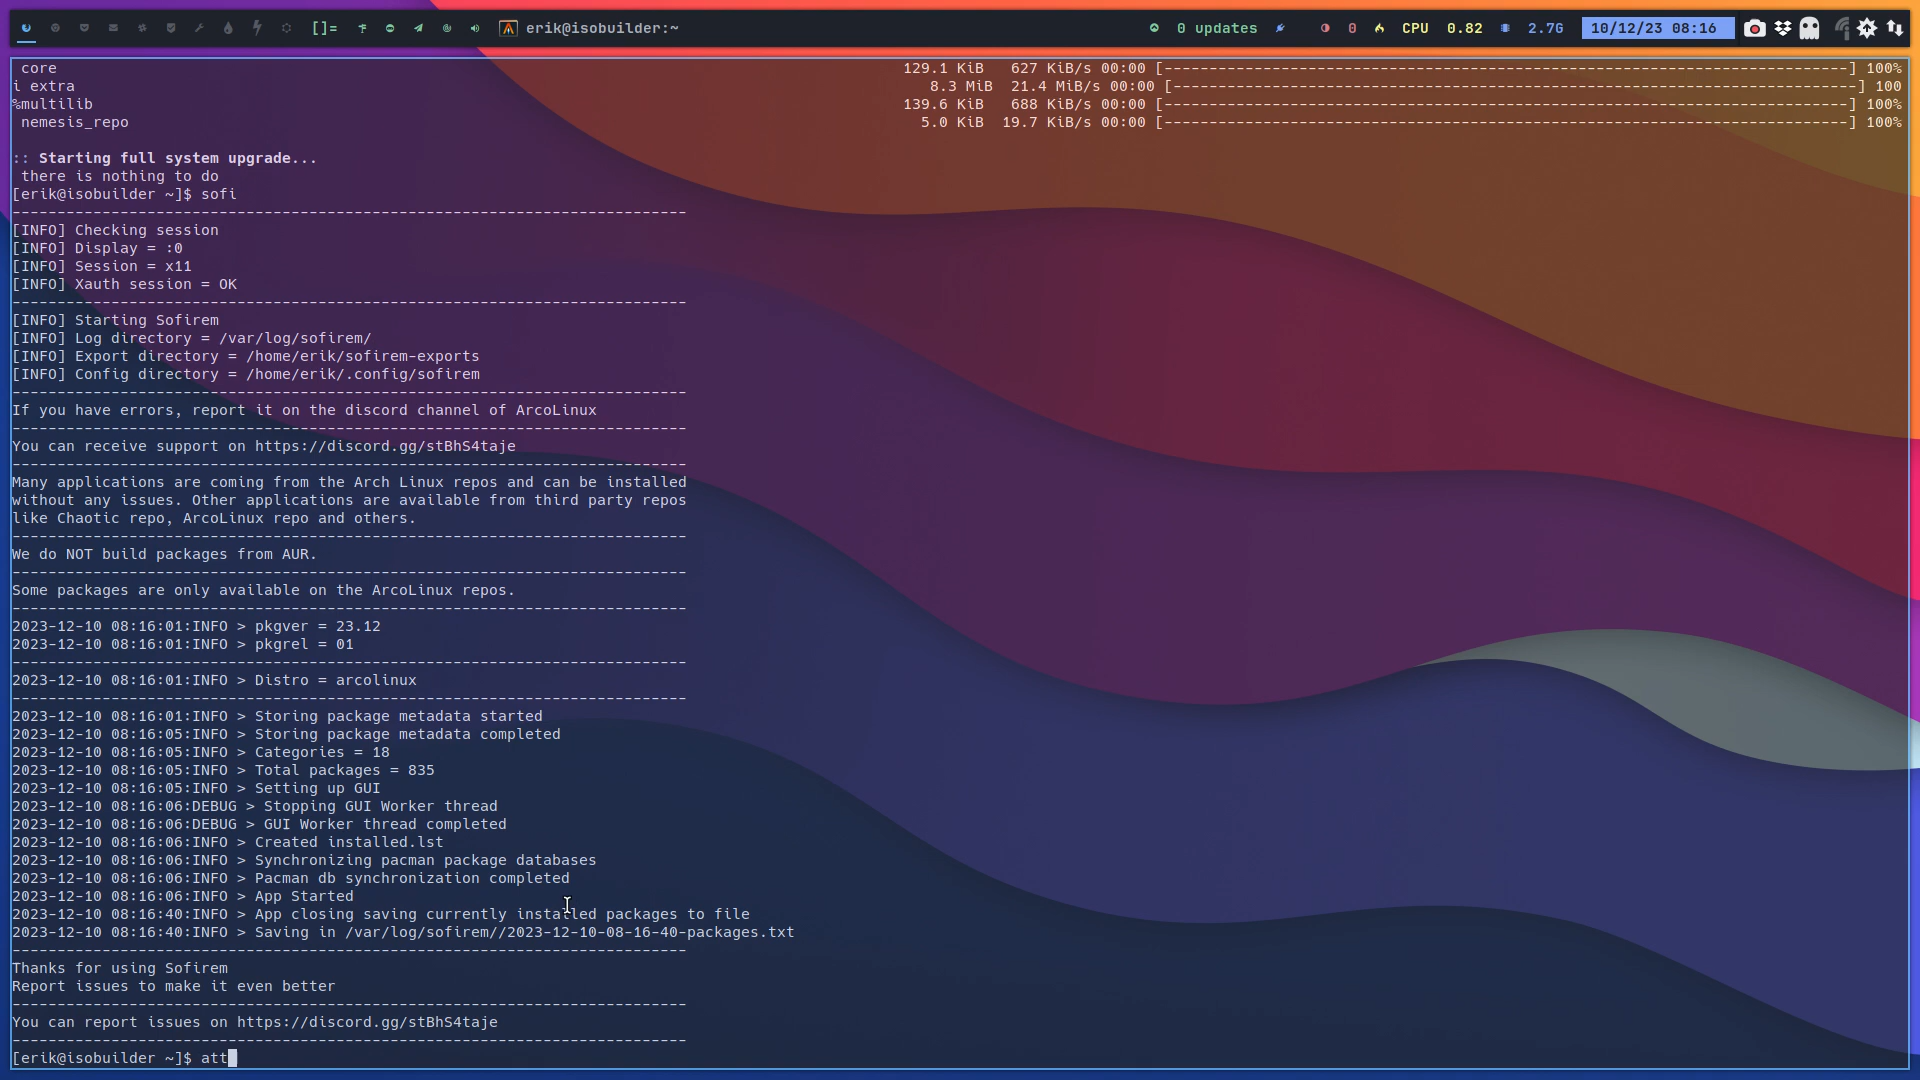 []= erik@isobuilder:~ 0 updates 0 CPU 0.82 2.7G 10/12/23 08:16
core 129.1 KiB 627 KiB/s 00:00 [----------------------------------------------------------------------------] 100%
i extra 8.3 MiB 21.4 MiB/s 00:00 [----------------------------------------------------------------------------] 100
%multilib 139.6 KiB 688 KiB/s 00:00 [----------------------------------------------------------------------------] 100%
nemesis_repo 5.0 KiB 19.7 KiB/s 00:00 [----------------------------------------------------------------------------] 100%
:: Starting full system upgrade...
there is nothing to do
[erik@isobuilder ~]$ sofi
---------------------------------------------------------------------------
[INFO] Checking session
[INFO] Display = :0
[INFO] Session = x11
[INFO] Xauth session = OK
---------------------------------------------------------------------------
[INFO] Starting Sofirem
[INFO] Log directory = /var/log/sofirem/
[INFO] Export directory = /home/erik/sofirem-exports
[INFO] Config directory = /home/erik/.config/sofirem
---------------------------------------------------------------------------
If you have errors, report it on the discord channel of ArcoLinux
---------------------------------------------------------------------------
You can receive support on https://discord.gg/stBhS4taje
---------------------------------------------------------------------------
Many applications are coming from the Arch Linux repos and can be installed
without any issues. Other applications are available from third party repos
like Chaotic repo, ArcoLinux repo and others.
---------------------------------------------------------------------------
We do NOT build packages from AUR.
---------------------------------------------------------------------------
Some packages are only available on the ArcoLinux repos.
---------------------------------------------------------------------------
2023-12-10 08:16:01:INFO > pkgver = 23.12
2023-12-10 08:16:01:INFO > pkgrel = 01
---------------------------------------------------------------------------
2023-12-10 08:16:01:INFO > Distro = arcolinux
---------------------------------------------------------------------------
2023-12-10 08:16:01:INFO > Storing package metadata started
2023-12-10 08:16:05:INFO > Storing package metadata completed
2023-12-10 08:16:05:INFO > Categories = 18
2023-12-10 08:16:05:INFO > Total packages = 835
2023-12-10 08:16:05:INFO > Setting up GUI
2023-12-10 08:16:06:DEBUG > Stopping GUI Worker thread
2023-12-10 08:16:06:DEBUG > GUI Worker thread completed
2023-12-10 08:16:06:INFO > Created installed.lst
2023-12-10 08:16:06:INFO > Synchronizing pacman package databases
2023-12-10 08:16:06:INFO > Pacman db synchronization completed
2023-12-10 08:16:06:INFO > App Started
2023-12-10 08:16:40:INFO > App closing saving currently installed packages to file
2023-12-10 08:16:40:INFO > Saving in /var/log/sofirem//2023-12-10-08-16-40-packages.txt
---------------------------------------------------------------------------
Thanks for using Sofirem
Report issues to make it even better
---------------------------------------------------------------------------
You can report issues on https://discord.gg/stBhS4taje
---------------------------------------------------------------------------
[erik@isobuilder ~]$ att